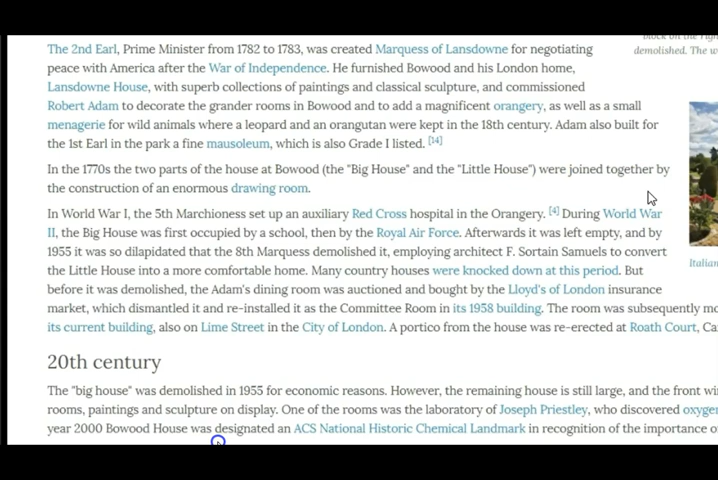 block on the right
demolished. The w
The 2nd Earl, Prime Minister from 1782 to 1783, was created Marquess of Lansdowne for negotiating
peace with America after the War of Independence. He furnished Bowood and his London home,
Lansdowne House, with superb collections of paintings and classical sculpture, and commissioned
Robert Adam to decorate the grander rooms in Bowood and to add a magnificent orangery, as well as a small
menagerie for wild animals where a leopard and an orangutan were kept in the 18th century. Adam also built for
the 1st Earl in the park a fine mausoleum, which is also Grade I listed. [14]
In the 1770s the two parts of the house at Bowood (the "Big House" and the "Little House") were joined together by
the construction of an enormous drawing room.
In World War I, the 5th Marchioness set up an auxiliary Red Cross hospital in the Orangery. [4] During World War
II, the Big House was first occupied by a school, then by the Royal Air Force. Afterwards it was left empty, and by
1955 it was so dilapidated that the 8th Marquess demolished it, employing architect F. Sortain Samuels to convert
the Little House into a more comfortable home. Many country houses were knocked down at this period. But
before it was demolished, the Adam's dining room was auctioned and bought by the Lloyd's of London insurance
market, which dismantled it and re-installed it as the Committee Room in its 1958 building. The room was subsequently mo
its current building, also on Lime Street in the City of London. A portico from the house was re-erected at Roath Court, Ca
Italian
20th century
The "big house" was demolished in 1955 for economic reasons. However, the remaining house is still large, and the front wi
rooms, paintings and sculpture on display. One of the rooms was the laboratory of Joseph Priestley, who discovered oxyge
year 2000 Bowood House was designated an ACS National Historic Chemical Landmark in recognition of the importance o